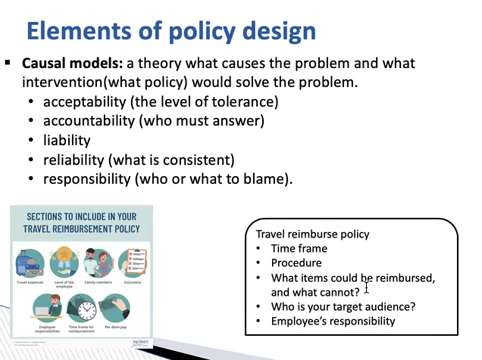 Elements of policy design
▪ Causal models: a theory what causes the problem and what
intervention(what policy) would solve the problem.
• acceptability (the level of tolerance)
• accountability (who must answer)
• liability
• reliability (what is consistent)
• responsibility (who or what to blame).
SECTIONS TO INCLUDE IN YOUR
TRAVEL REIMBURSEMENT POLICY
Travel expenses
Level of the
employee
Family members
Exclusions
Employee
responsibilities
Time frame for
reimbursement
Per diem pay
PATRIOT
Travel reimburse policy
• Time frame
• Procedure
• What items could be reimbursed,
and what cannot?
• Who is your target audience?
• Employee's responsibility